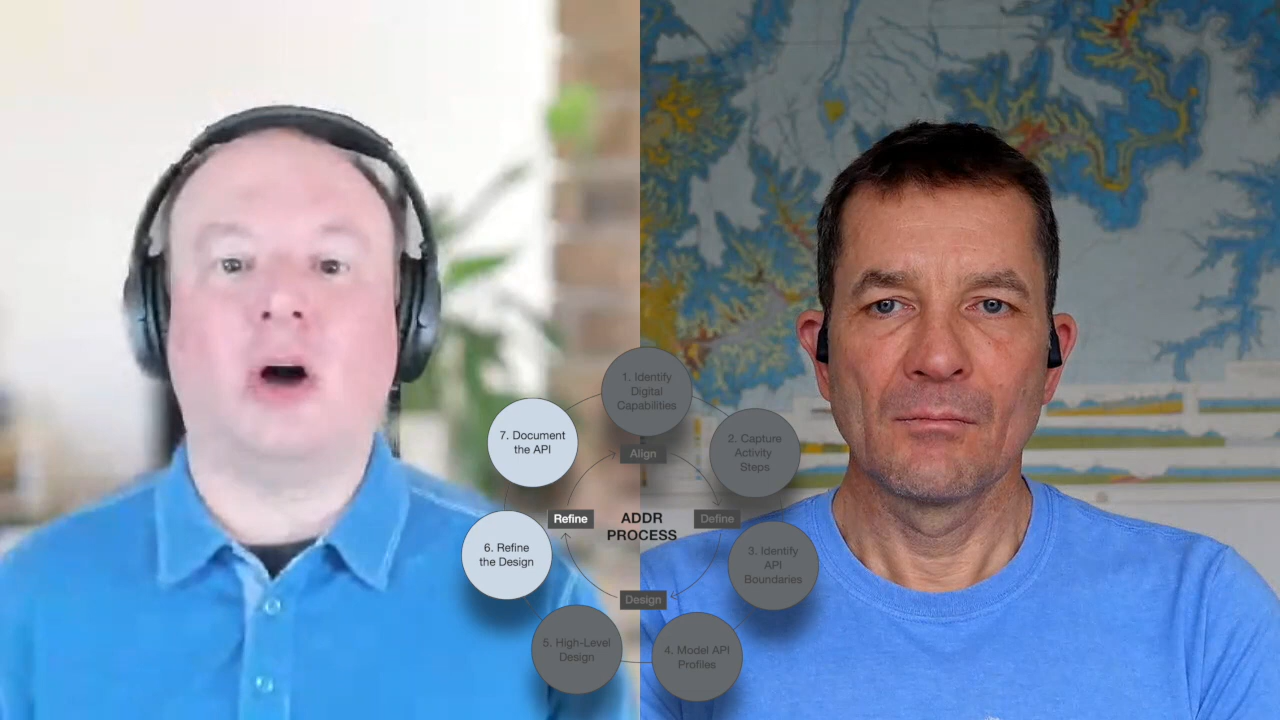 1. Identify
Digital
Capabilities
2. Capture
Activity
Steps
3. Identify
API
Boundaries
4. Model API
Profiles
5. High-Level
Design
6. Refine
the Design
7. Document
the API
Align
Define
Design
Refine
ADDR
PROCESS